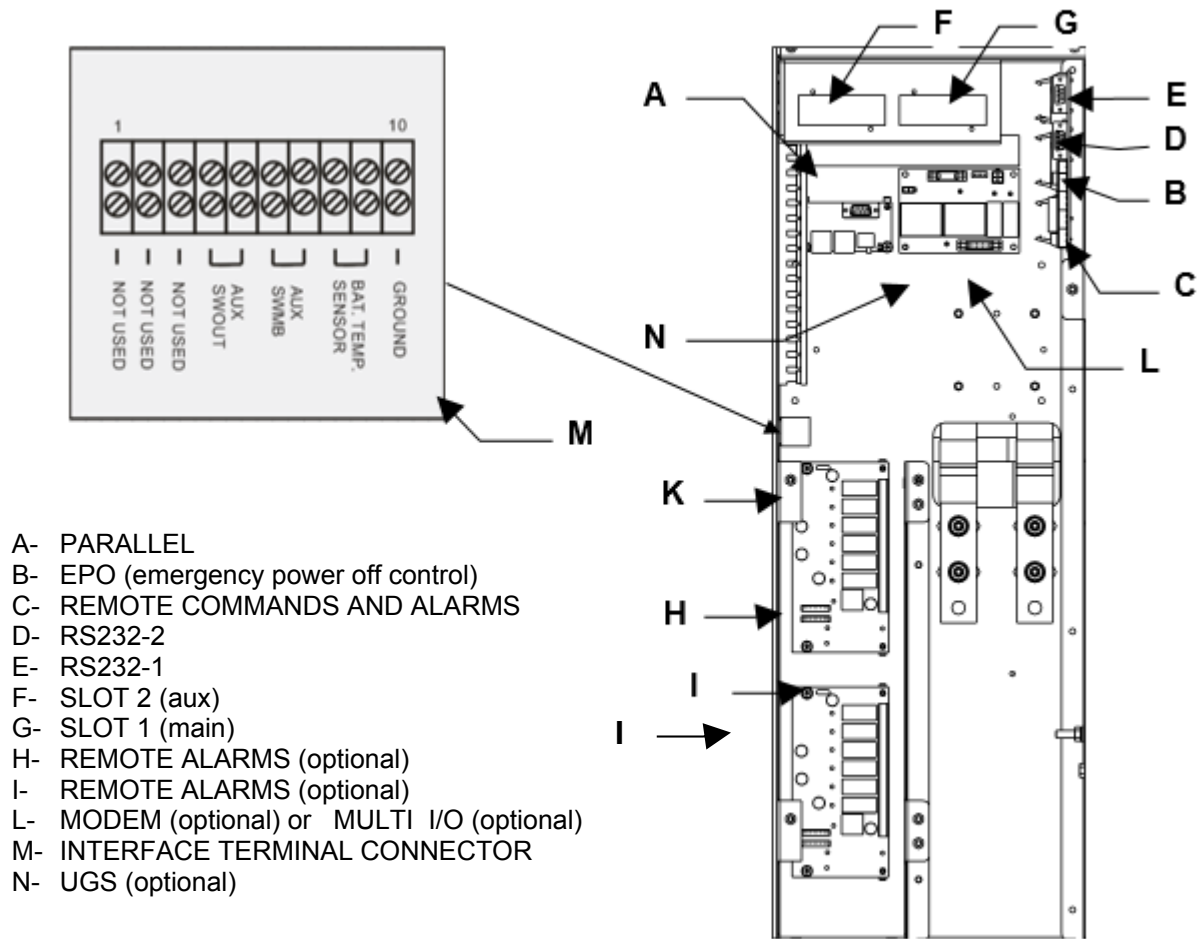 F G
A E
D
B
C
N L
1 10
NOT USED
NOT USED
NOT USED
AUX
SWOUT
AUX
SWMB
BAT. TEMP.
SENSOR
GROUND
M
K
H
I
I
A- PARALLEL
B- EPO (emergency power off control)
C- REMOTE COMMANDS AND ALARMS
D- RS232-2
E- RS232-1
F- SLOT 2 (aux)
G- SLOT 1 (main)
H- REMOTE ALARMS (optional)
I- REMOTE ALARMS (optional)
L- MODEM (optional) or MULTI I/O (optional)
M- INTERFACE TERMINAL CONNECTOR
N- UGS (optional)